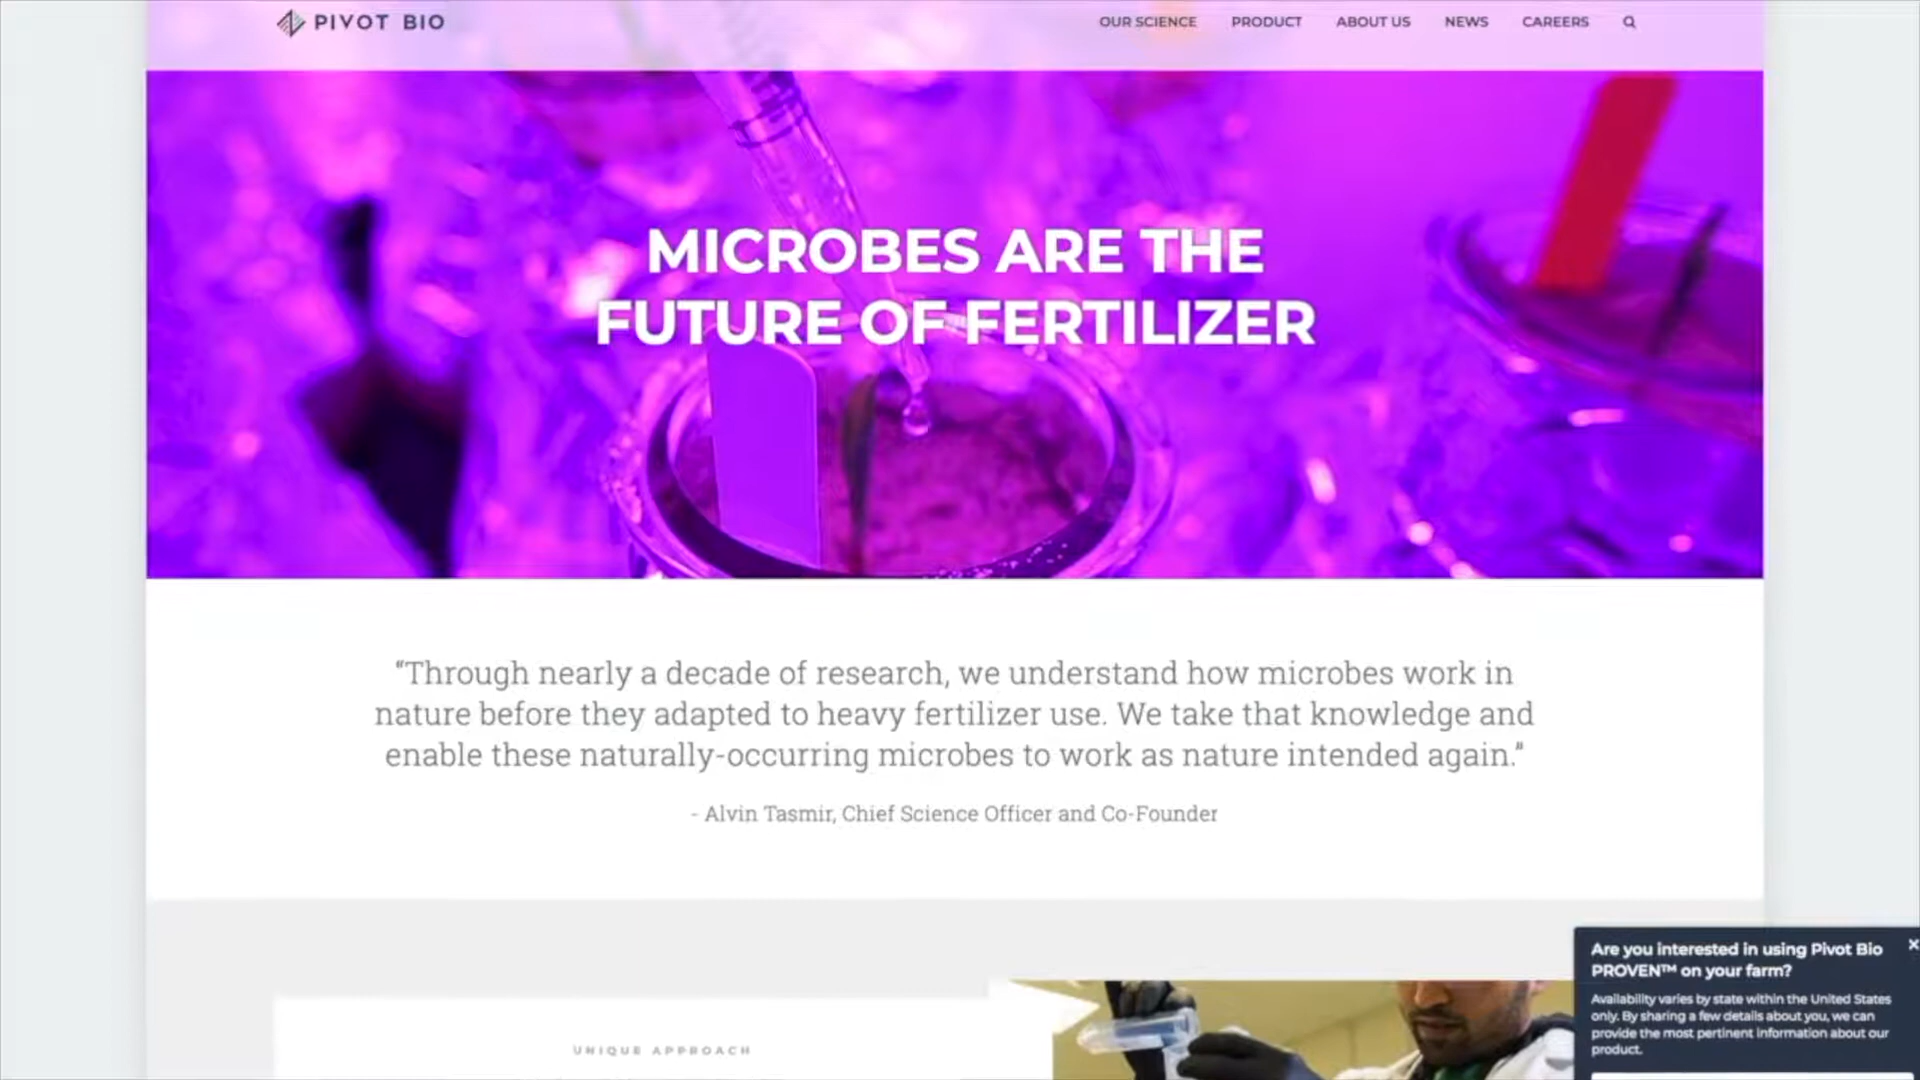 PIVOT BIO
OUR SCIENCE PRODUCT ABOUT US NEWS CAREERS
MICROBES ARE THE
FUTURE OF FERTILIZER
“Through nearly a decade of research, we understand how microbes work in
nature before they adapted to heavy fertilizer use. We take that knowledge and
enable these naturally-occurring microbes to work as nature intended again.”
- Alvin Tasmir, Chief Science Officer and Co-Founder
UNIQUE APPROACH
Are you interested in using Pivot Bio
PROVEN™ on your farm?
Availability varies by state within the United States
only. By sharing a few details about you, we can
provide the most pertinent information about our
product.